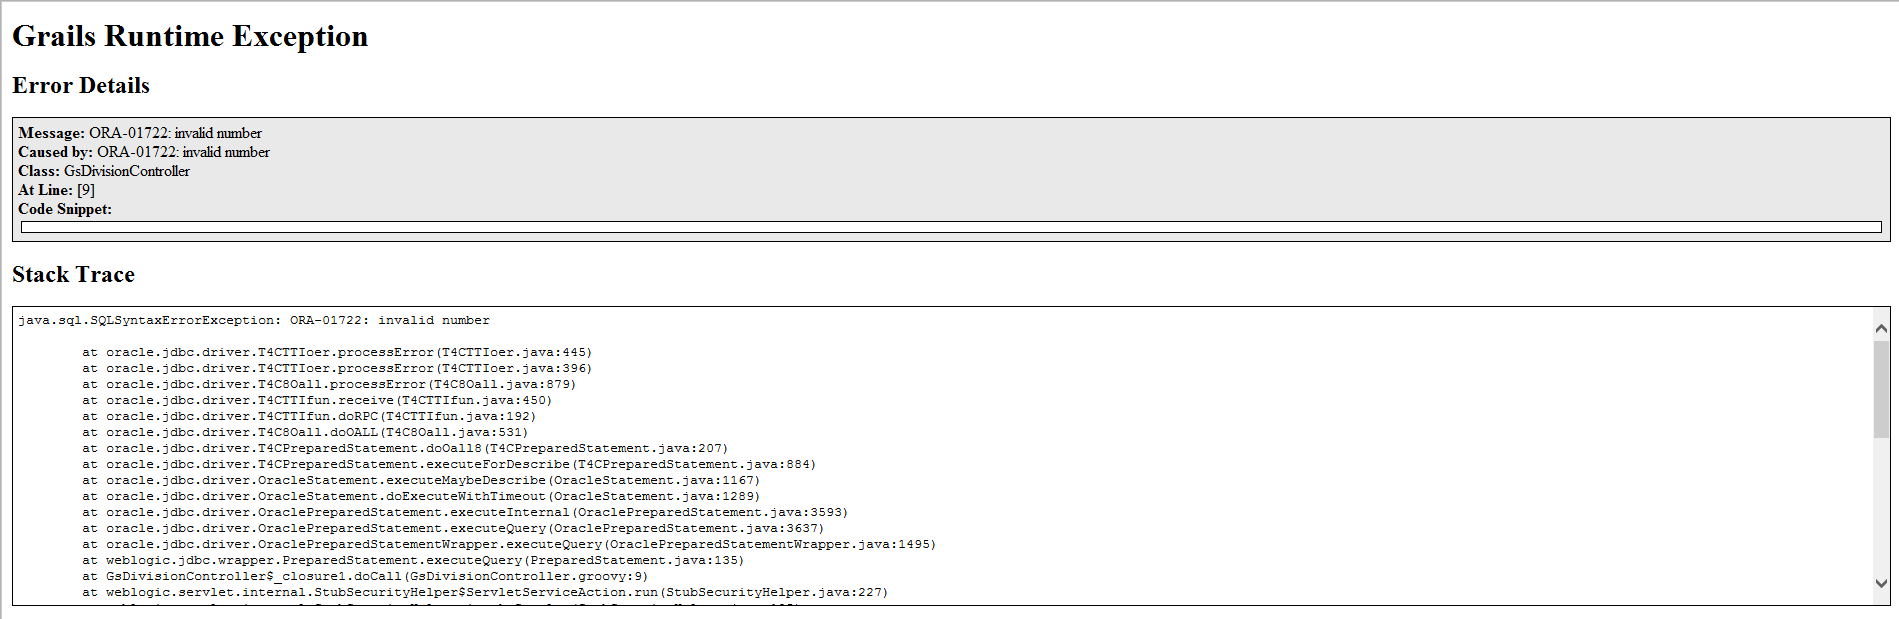 Grails Runtime Exception
Error Details
Message: ORA-01722: invalid number
Caused by: ORA-01722: invalid number
Class: GsDivisionController
At Line: [9]
Code Snippet:
Stack Trace
java.sql.SQLSyntaxErrorException: ORA-01722: invalid number
at oracle.jdbc.driver.T4CTTIoer.processError(T4CTTIoer.java:445)
at oracle.jdbc.driver.T4CTTIoer.processError(T4CTTIoer.java:396)
at oracle.jdbc.driver.T4C8Oall.processError(T4C8Oall.java:879)
at oracle.jdbc.driver.T4CTTIfun.receive(T4CTTIfun.java:450)
at oracle.jdbc.driver.T4CTTIfun.doRPC(T4CTTIfun.java:192)
at oracle.jdbc.driver.T4C8Oall.doOALL(T4C8Oall.java:531)
at oracle.jdbc.driver.T4CPreparedStatement.doOall8(T4CPreparedStatement.java:207)
at oracle.jdbc.driver.T4CPreparedStatement.executeForDescribe(T4CPreparedStatement.java:884)
at oracle.jdbc.driver.OracleStatement.executeMaybeDescribe(OracleStatement.java:1167)
at oracle.jdbc.driver.OracleStatement.doExecuteWithTimeout(OracleStatement.java:1289)
at oracle.jdbc.driver.OraclePreparedStatement.executeInternal(OraclePreparedStatement.java:3593)
at oracle.jdbc.driver.OraclePreparedStatement.executeQuery(OraclePreparedStatement.java:3637)
at oracle.jdbc.driver.OraclePreparedStatementWrapper.executeQuery(OraclePreparedStatementWrapper.java:1495)
at weblogic.jdbc.wrapper.PreparedStatement.executeQuery(PreparedStatement.java:135)
at GsDivisionController$_closure1.doCall(GsDivisionController.groovy:9)
at weblogic.servlet.internal.StubSecurityHelper$ServletServiceAction.run(StubSecurityHelper.java:227)